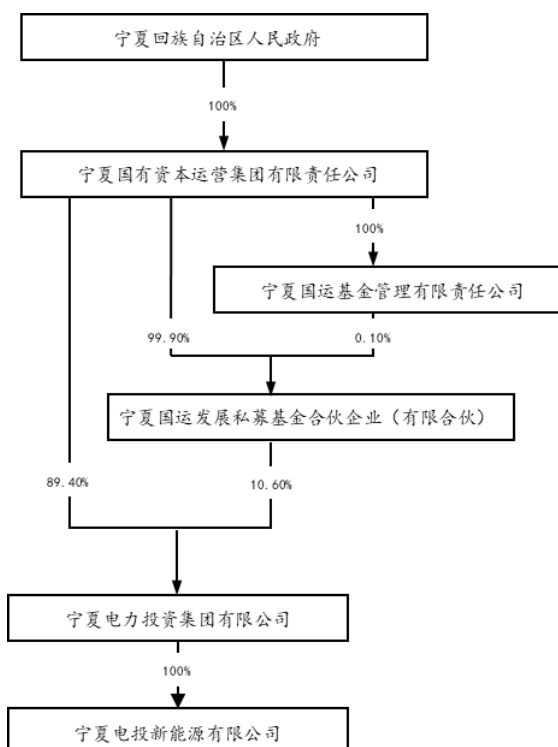 宁夏回族自治区人民政府
100%
宁夏国有资本运营集团有限责任公司
100%
宁夏国运基金管理有限责任公司
99.90%
0.10%
宁夏国运发展私募基金合伙企业（有限合伙）
89.40%
10.60%
宁夏电力投资集团有限公司
100%
宁夏电投新能源有限公司